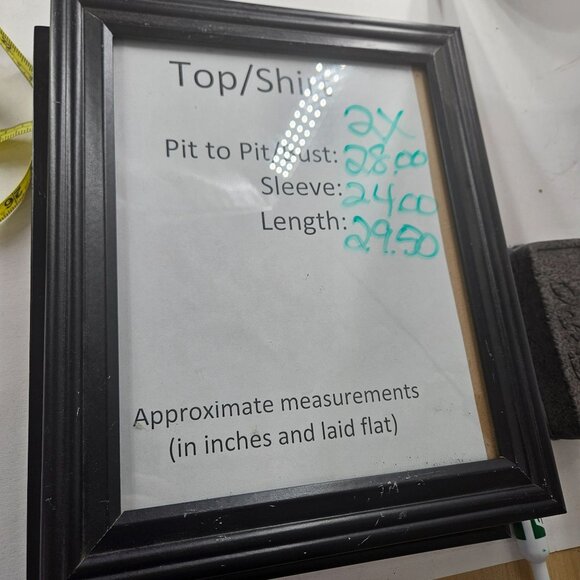 Top/Shirt
2X
Pit to Pit/Bust: 28.00
Sleeve: 24.00
Length: 29.50
Approximate measurements
(in inches and laid flat)